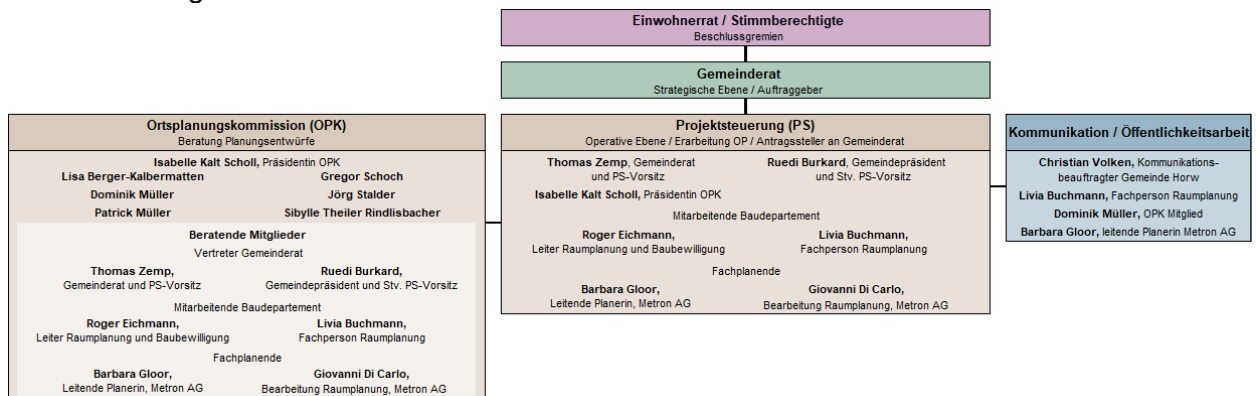 Einwohnerrat / Stimmberechtigte
Beschlussgremien
Gemeinderat
Strategische Ebene / Auftraggeber
Ortsplanungskommission (OPK)
Beratung Planungsentwürfe
Isabelle Kalt Scholl, Präsidentin OPK
Lisa Berger-Kalbermatten Gregor Schoch
Dominik Müller Jörg Stalder
Patrick Müller Sibylle Theiler Rindlisbacher
Beratende Mitglieder
Vertreter Gemeinderat
Thomas Zemp, Ruedi Burkard,
Gemeinderat und PS-Vorsitz Gemeindepräsident und Stv. PS-Vorsitz
Mitarbeitende Baudepartement
Roger Eichmann, Livia Buchmann,
Leiter Raumplanung und Baubewilligung Fachperson Raumplanung
Fachplanende
Barbara Gloor, Giovanni Di Carlo,
Leitende Planerin, Metron AG Bearbeitung Raumplanung, Metron AG
Projektsteuerung (PS)
Operative Ebene / Erarbeitung OP / Antragssteller an Gemeinderat
Thomas Zemp, Gemeinderat Ruedi Burkard, Gemeindepräsident
und PS-Vorsitz und Stv. PS-Vorsitz
Isabelle Kalt Scholl, Präsidentin OPK
Mitarbeitende Baudepartement
Roger Eichmann, Livia Buchmann,
Leiter Raumplanung und Baubewilligung Fachperson Raumplanung
Fachplanende
Barbara Gloor, Giovanni Di Carlo,
Leitende Planerin, Metron AG Bearbeitung Raumplanung, Metron AG
Kommunikation / Öffentlichkeitsarbeit
Christian Volken, Kommunikations-
beauftragter Gemeinde Horw
Livia Buchmann, Fachperson Raumplanung
Dominik Müller, OPK Mitglied
Barbara Gloor, leitende Planerin Metron AG